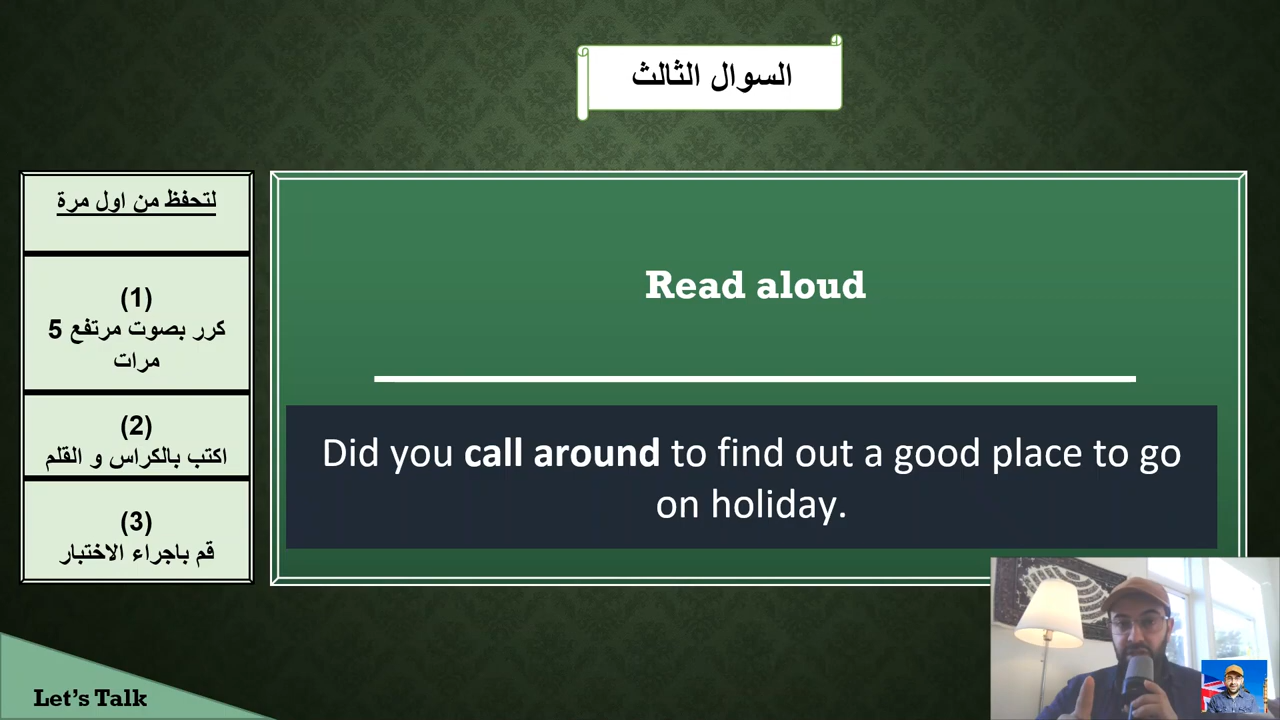 السوال الثالث
لتحفظ من اول مرة
(1)
كرر بصوت مرتفع 5
مرات
(2)
اكتب بالكراس و القلم
(3)
قم باجراء الاختبار
Read aloud
Did you call around to find out a good place to go
on holiday.
Let's Talk